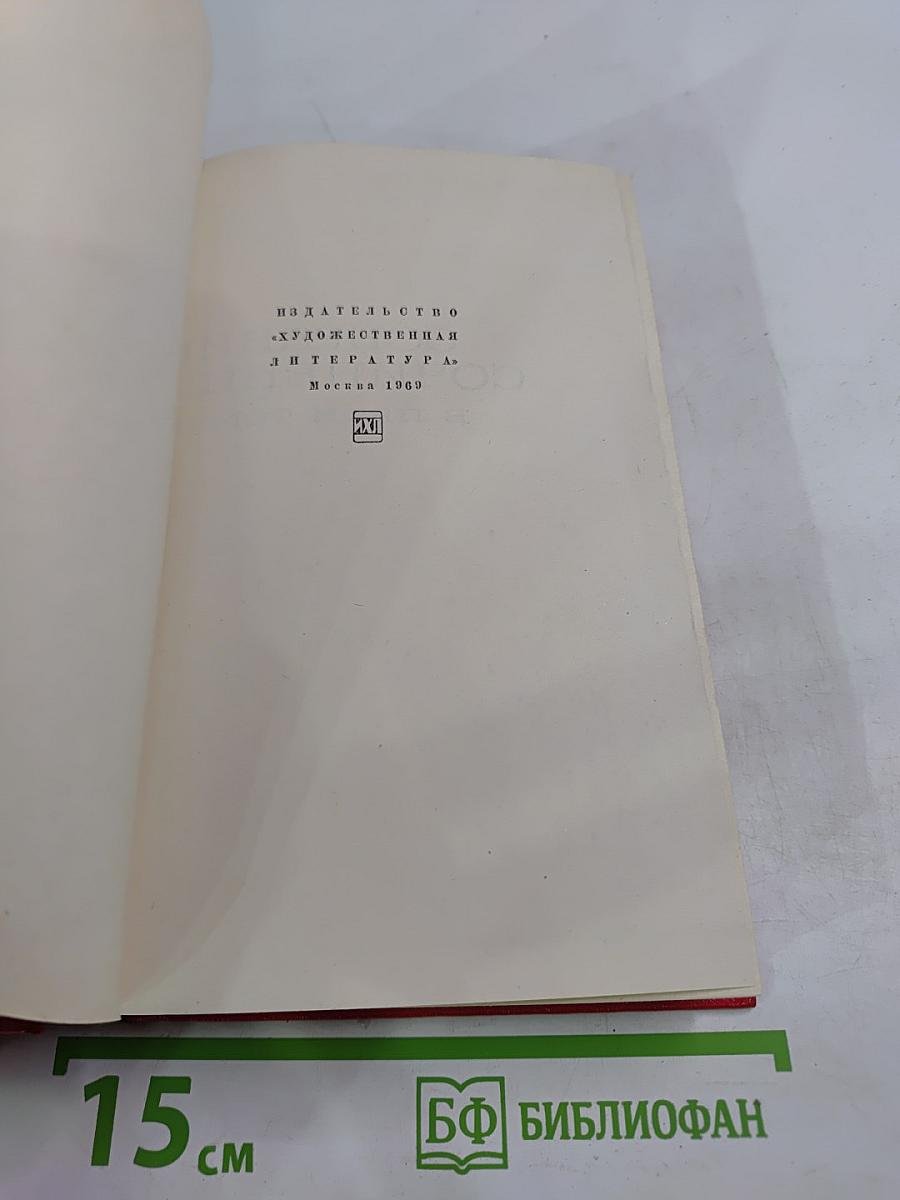 ИЗДАТЕЛЬСТВО
«ХУДОЖЕСТВЕННАЯ
ЛИТЕРАТУРА»
Москва 1969
ИХЛ
15 см
БФ БИБЛИОФАН